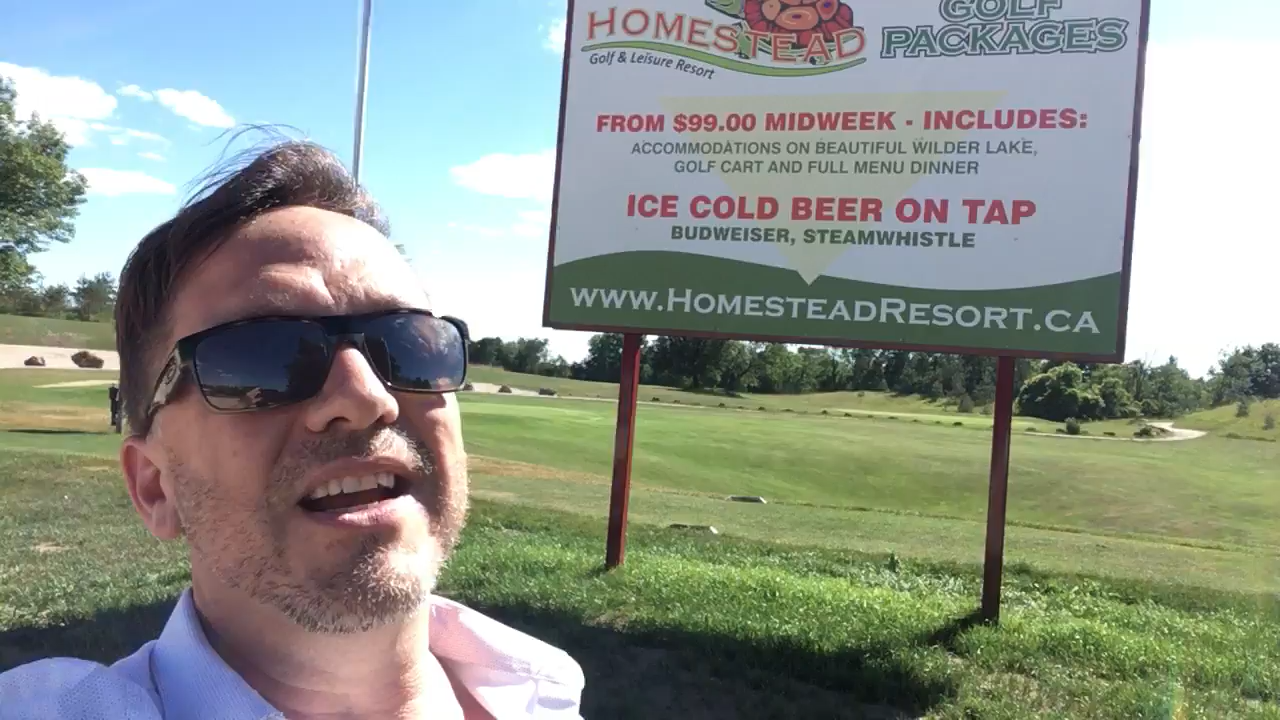 HOMESTEAD
Golf & Leisure Resort
GOLF
PACKAGES
FROM $99.00 MIDWEEK - INCLUDES:
ACCOMMODATIONS ON BEAUTIFUL WILDER LAKE,
GOLF CART AND FULL MENU DINNER
ICE COLD BEER ON TAP
BUDWEISER, STEAMWHISTLE
WWW.HOMESTEADRESORT.CA